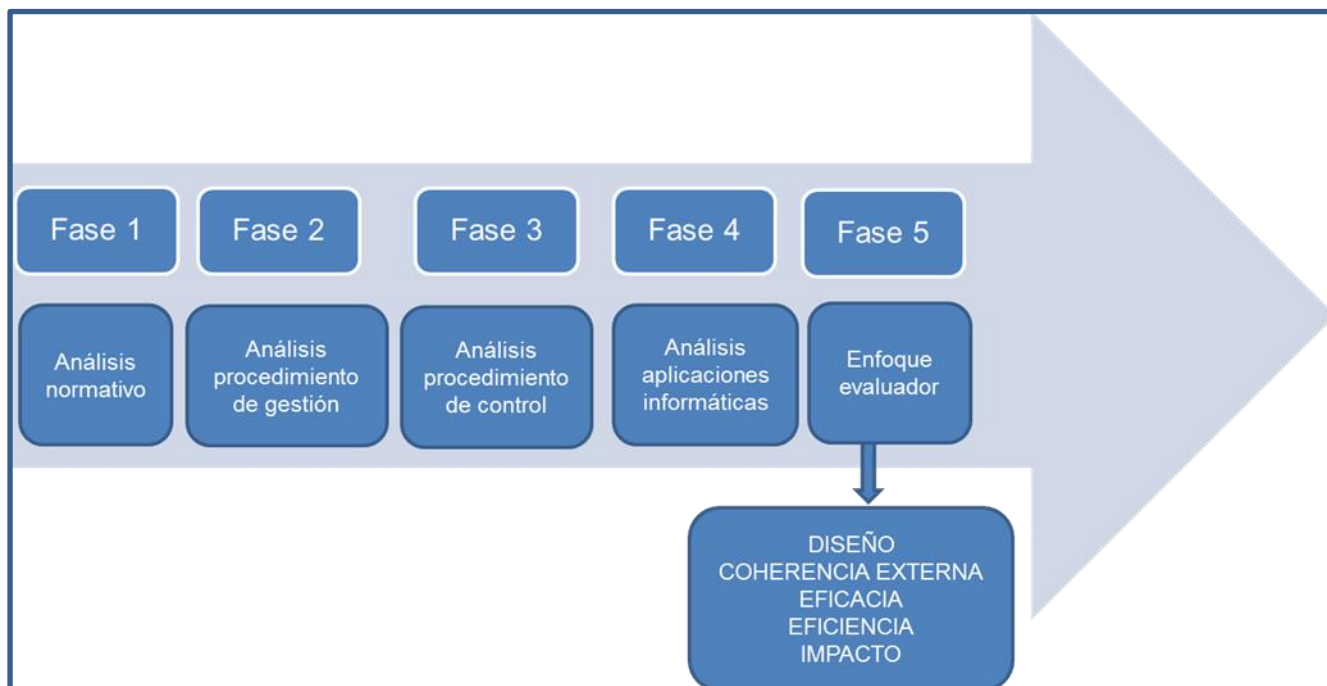 Fase 1
Fase 2
Fase 3
Fase 4
Fase 5
Análisis
normativo
Análisis
procedimiento
de gestión
Análisis
procedimiento
de control
Análisis
aplicaciones
informáticas
Enfoque
evaluador
DISEÑO
COHERENCIA EXTERNA
EFICACIA
EFICIENCIA
IMPACTO